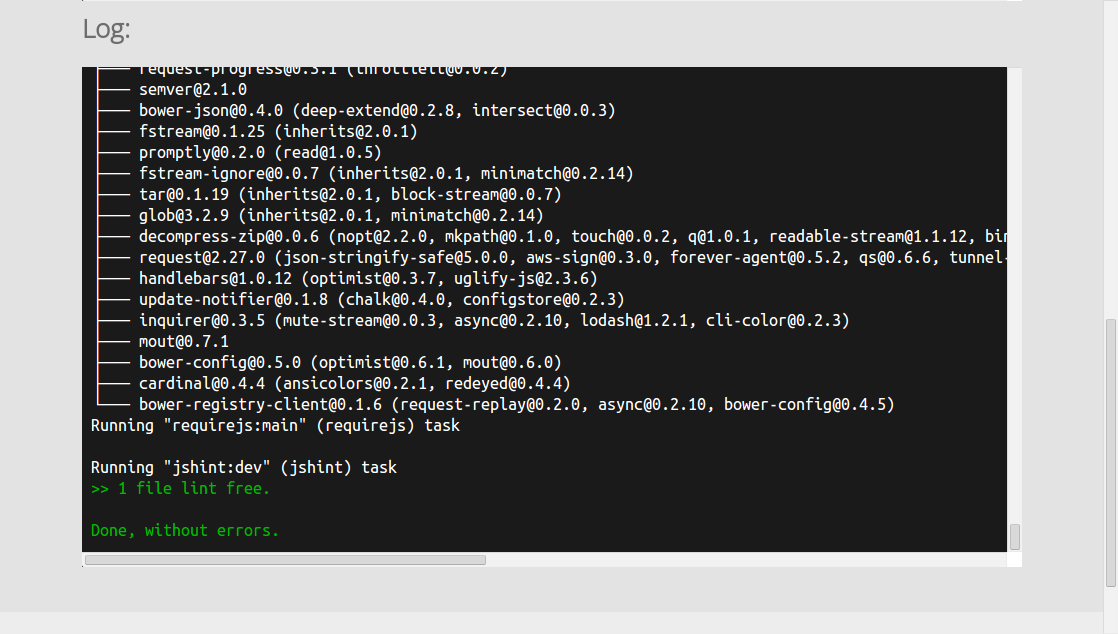 Log:
├── request-progress@0.3.1 (throttleit@0.0.2)
├── semver@2.1.0
├── bower-json@0.4.0 (deep-extend@0.2.8, intersect@0.0.3)
├── fstream@0.1.25 (inherits@2.0.1)
├── promptly@0.2.0 (read@1.0.5)
├── fstream-ignore@0.0.7 (inherits@2.0.1, minimatch@0.2.14)
├── tar@0.1.19 (inherits@2.0.1, block-stream@0.0.7)
├── glob@3.2.9 (inherits@2.0.1, minimatch@0.2.14)
├── decompress-zip@0.0.6 (nopt@2.2.0, mkpath@0.1.0, touch@0.0.2, q@1.0.1, readable-stream@1.1.12, bin
├── request@2.27.0 (json-stringify-safe@5.0.0, aws-sign@0.3.0, forever-agent@0.5.2, qs@0.6.6, tunnel-
├── handlebars@1.0.12 (optimist@0.3.7, uglify-js@2.3.6)
├── update-notifier@0.1.8 (chalk@0.4.0, configstore@0.2.3)
├── inquirer@0.3.5 (mute-stream@0.0.3, async@0.2.10, lodash@1.2.1, cli-color@0.2.3)
├── mout@0.7.1
├── bower-config@0.5.0 (optimist@0.6.1, mout@0.6.0)
├── cardinal@0.4.4 (ansicolors@0.2.1, redeyed@0.4.4)
└── bower-registry-client@0.1.6 (request-replay@0.2.0, async@0.2.10, bower-config@0.4.5)
Running "requirejs:main" (requirejs) task
Running "jshint:dev" (jshint) task
>> 1 file lint free.
Done, without errors.